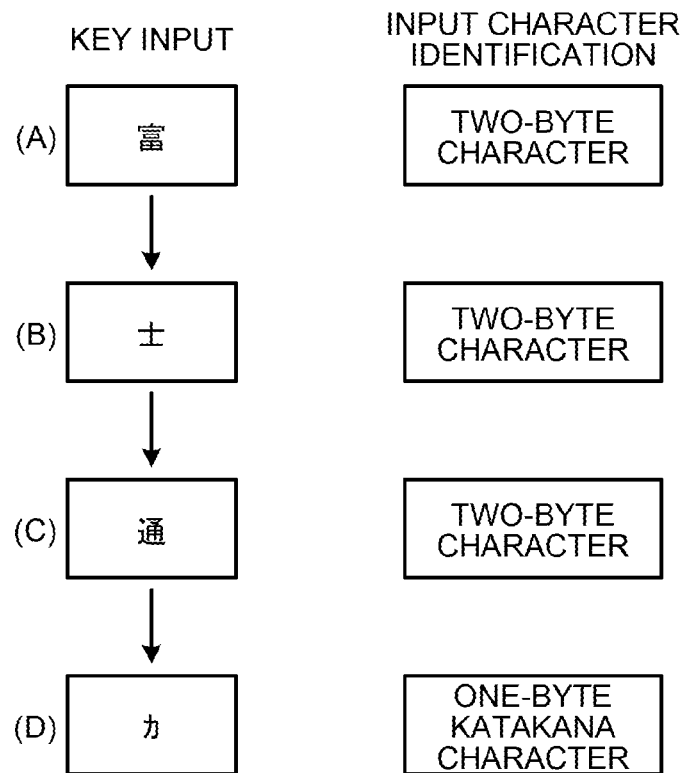 KEY INPUT
INPUT CHARACTER
IDENTIFICATION
(A)
富
TWO-BYTE
CHARACTER
(B)
士
TWO-BYTE
CHARACTER
(C)
通
TWO-BYTE
CHARACTER
(D)
カ
ONE-BYTE
KATAKANA
CHARACTER